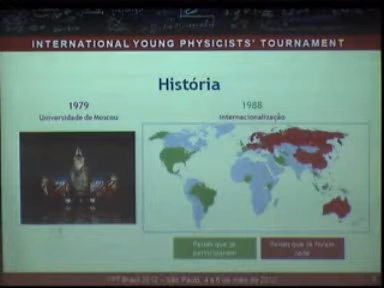 INTERNATIONAL YOUNG PHYSICISTS' TOURNAMENT
História
1979
1988
Universidade de Moscou
Internacionalização
Países que já
participaram
Países que já foram
sede
Brasil 2012 – São Paulo, 4 a 6 de maio de 2012